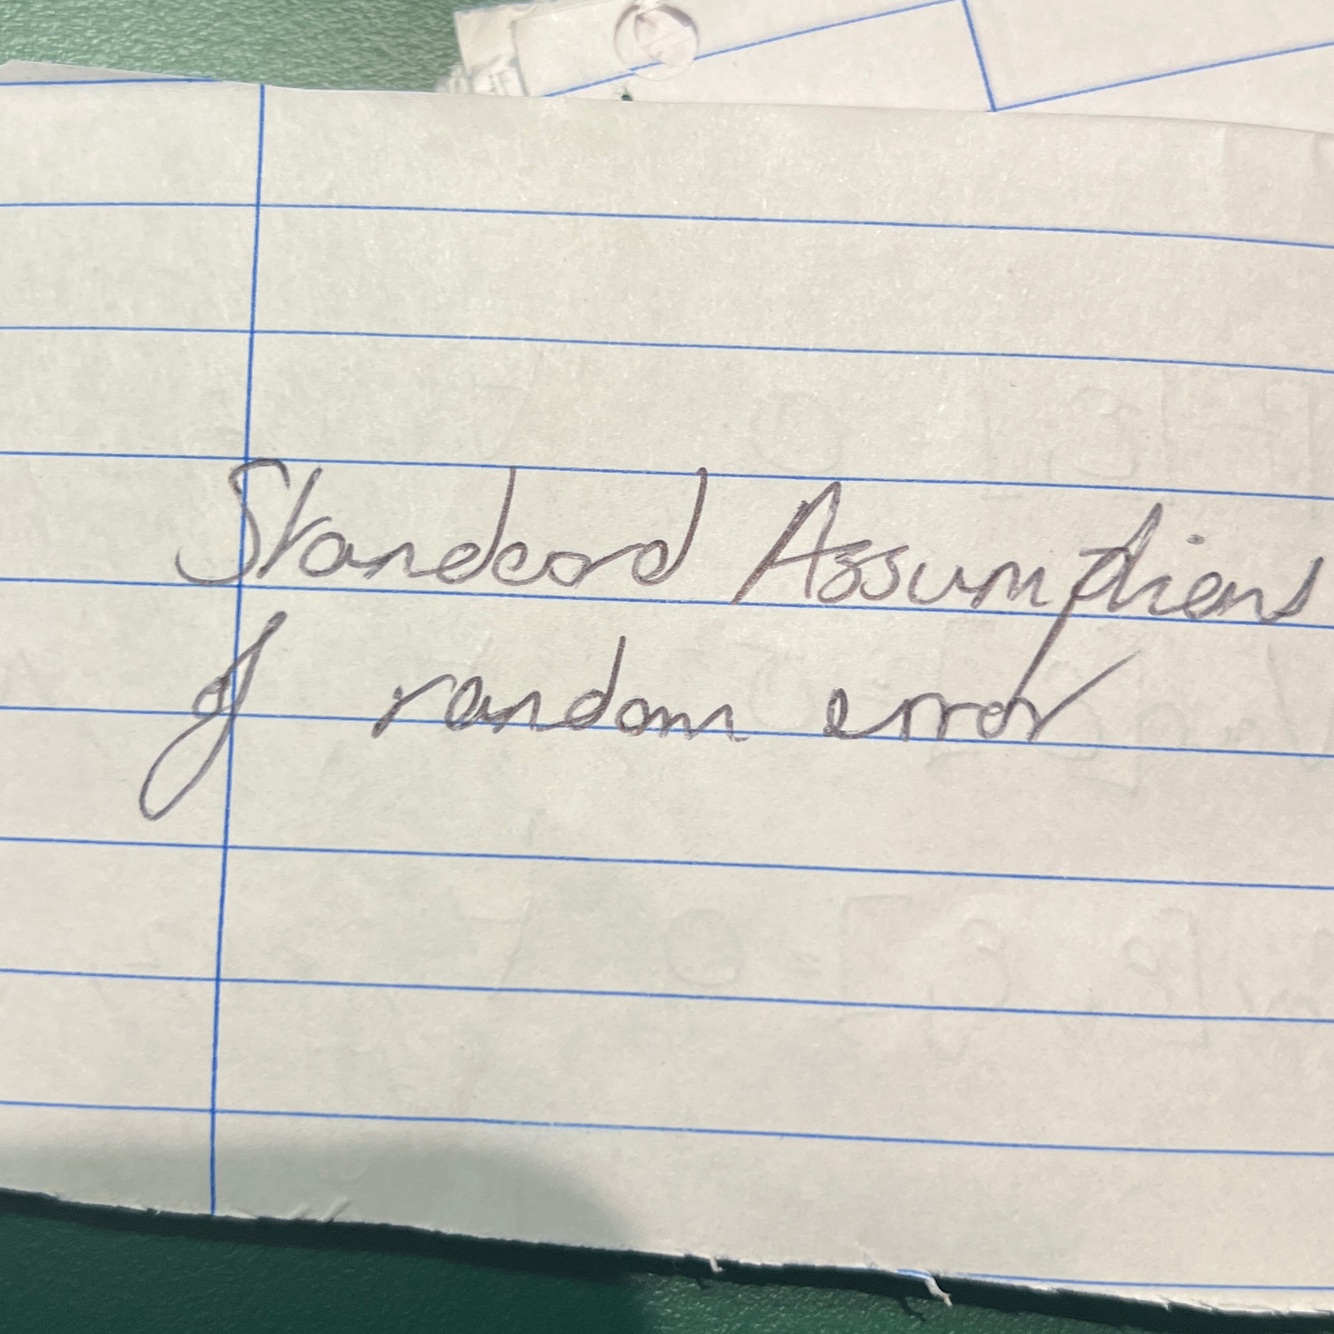 Standard Assumptions
of random error